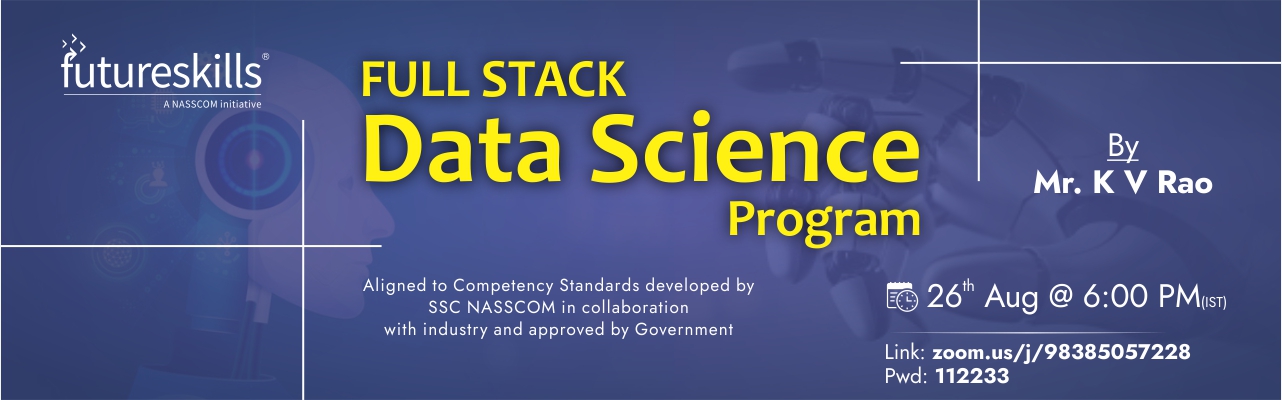 futureskills®
A NASSCOM initiative
FULL STACK
Data Science
Program
Aligned to Competency Standards developed by
SSC NASSCOM in collaboration
with industry and approved by Government
By
Mr. K V Rao
26th Aug @ 6:00 PM(IST)
Link: zoom.us/j/98385057228
Pwd: 112233